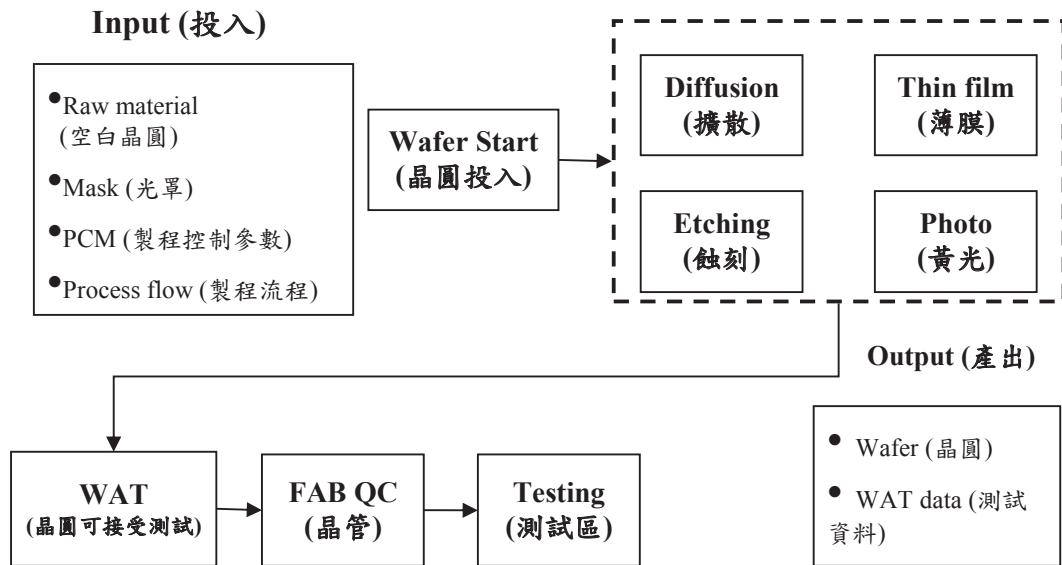 Input (投入)
•Raw material
(空白晶圓)
•Mask (光罩)
•PCM (製程控制參數)
•Process flow (製程流程)
Wafer Start
(晶圓投入)
Diffusion
(擴散)
Thin film
(薄膜)
Etching
(蝕刻)
Photo
(黃光)
Output (產出)
WAT
(晶圓可接受測試)
FAB QC
(晶管)
Testing
(測試區)
• Wafer (晶圓)
• WAT data (測試
資料)